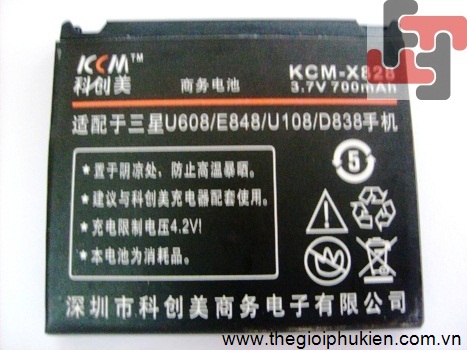 KCM™
科创美
商务电池
KCM-X828
3.7V 700mAh
适配于三星U608/E848/U108/D838手机
★置于阴凉处，防止高温暴晒。
★建议与科创美充电器配套使用。
★充电限制电压4.2V!
★本电池为消耗品。
5
深圳市科创美商务电子有限公司
www.thegioiphukien.com.vn